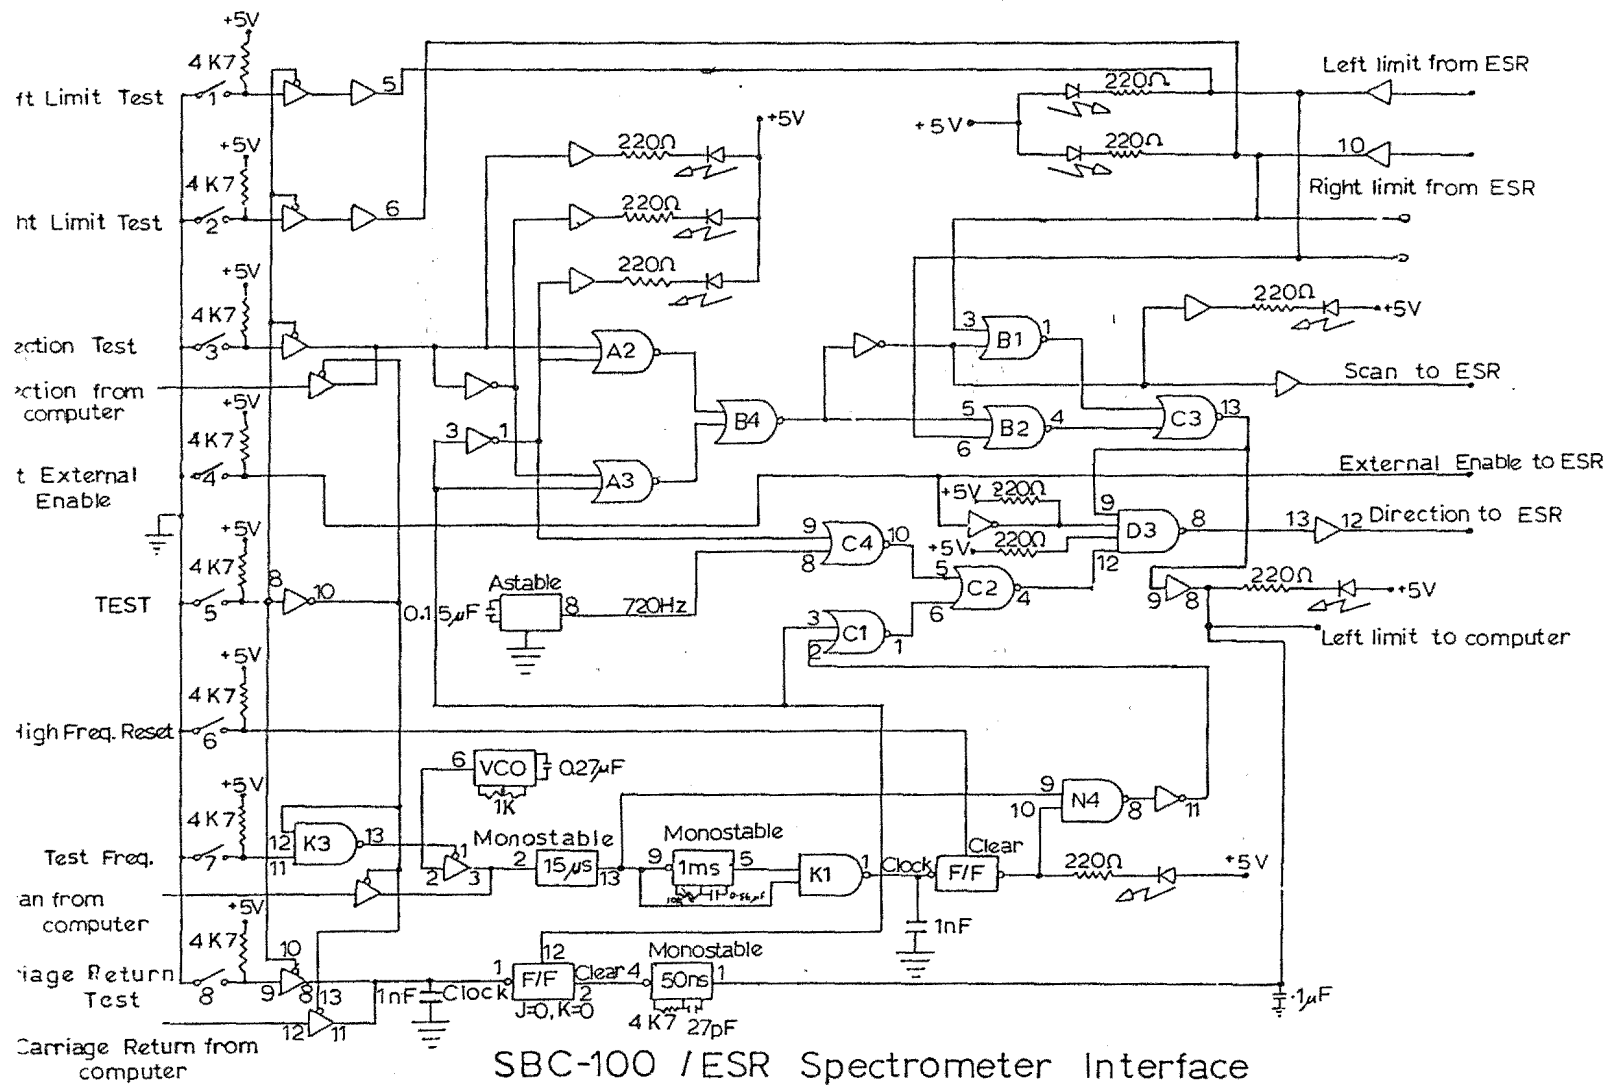 +5V
4K7
ft Limit Test
1
5
+5V
4K7
ht Limit Test
2
6
+5V
4K7
ection Test
3
ction from
computer
+5V
4K7
t External
Enable
4
+5V
4K7
TEST
5
8
10
+5V
4K7
High Freq. Reset
6
+5V
4K7
Test Freq.
7
12
11
K3
13
an from
computer
+5V
4K7
riage Return
Test
8
9
10
8
13
12
11
Carriage Return from
computer
220Ω
+5V
220Ω
220Ω
A2
A3
3
1
B4
+5V
220Ω
220Ω
Left limit from ESR
10
Right limit from ESR
220Ω
+5V
3
B1
1
Scan to ESR
5
6
B2
4
C3
13
External Enable to ESR
+5V
220Ω
+5V
220Ω
9
12
D3
8
13
12
Direction to ESR
9
8
C4
10
5
6
C2
4
3
2
C1
1
9
8
220Ω
+5V
Left limit to computer
Astable
0.15µF
8
720Hz
6
VCO
0.27µF
1K
1
2
3
Monostable
2
15µs
13
Monostable
9
1ms
5
0.56µF
K1
1
Clock
Clear
F/F
1nF
9
10
N4
8
11
220Ω
+5V
1nF
Clock
1
12
F/F
2
J=0, K=0
Clear
4
Monostable
50ns
1
4K7
27pF
.1µF
SBC-100 / ESR Spectrometer Interface